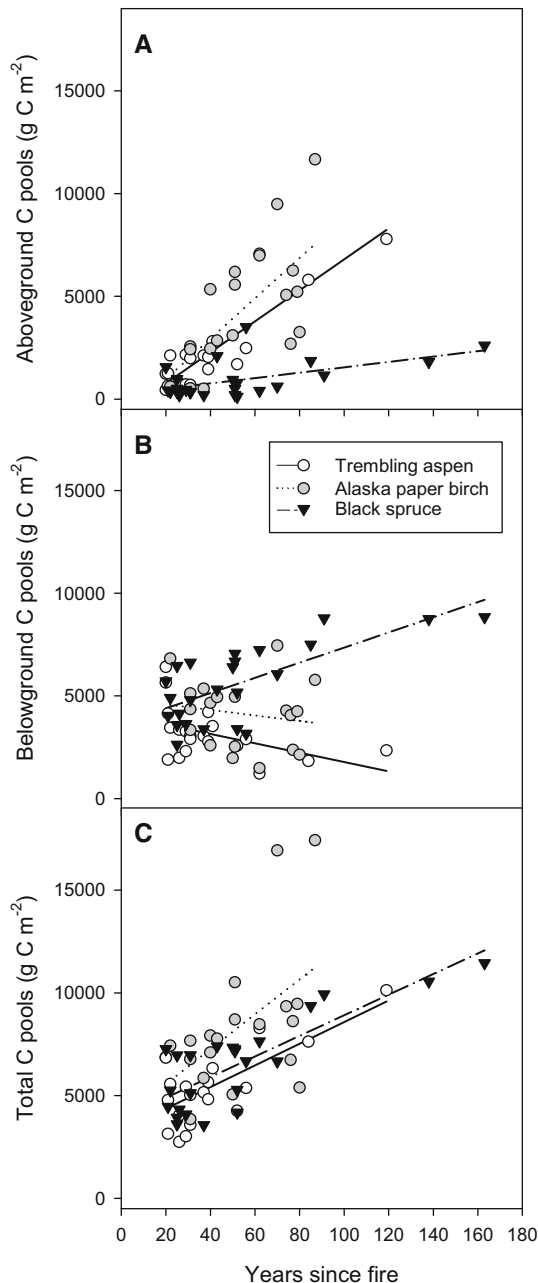 A
15000
10000
5000
0
Aboveground C pools (g C m-2)
B
Trembling aspen
Alaska paper birch
Black spruce
15000
10000
5000
0
Belowground C pools (g C m-2)
C
15000
10000
5000
0
Total C pools (g C m-2)
0 20 40 60 80 100 120 140 160 180
Years since fire